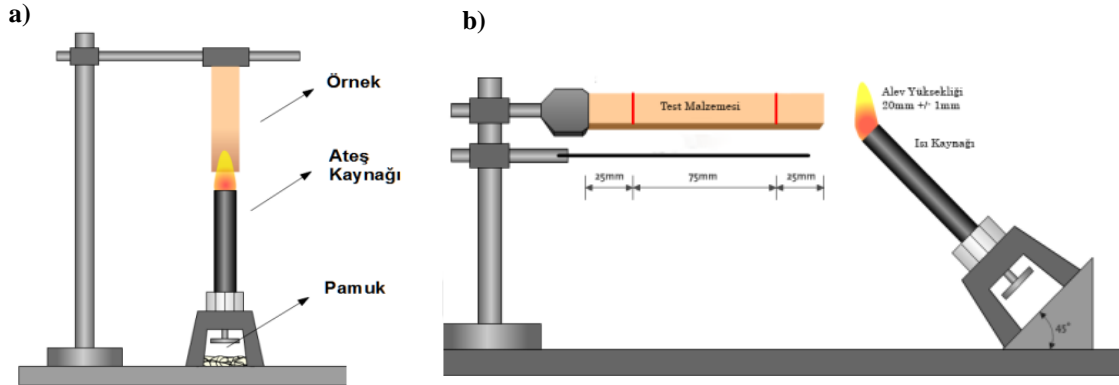 a)
Örnek
Ateş
Kaynağı
Pamuk
b)
Test Malzemesi
Alev Yüksekliği
20mm +/- 1mm
Isı Kaynağı
25mm
75mm
25mm
45°